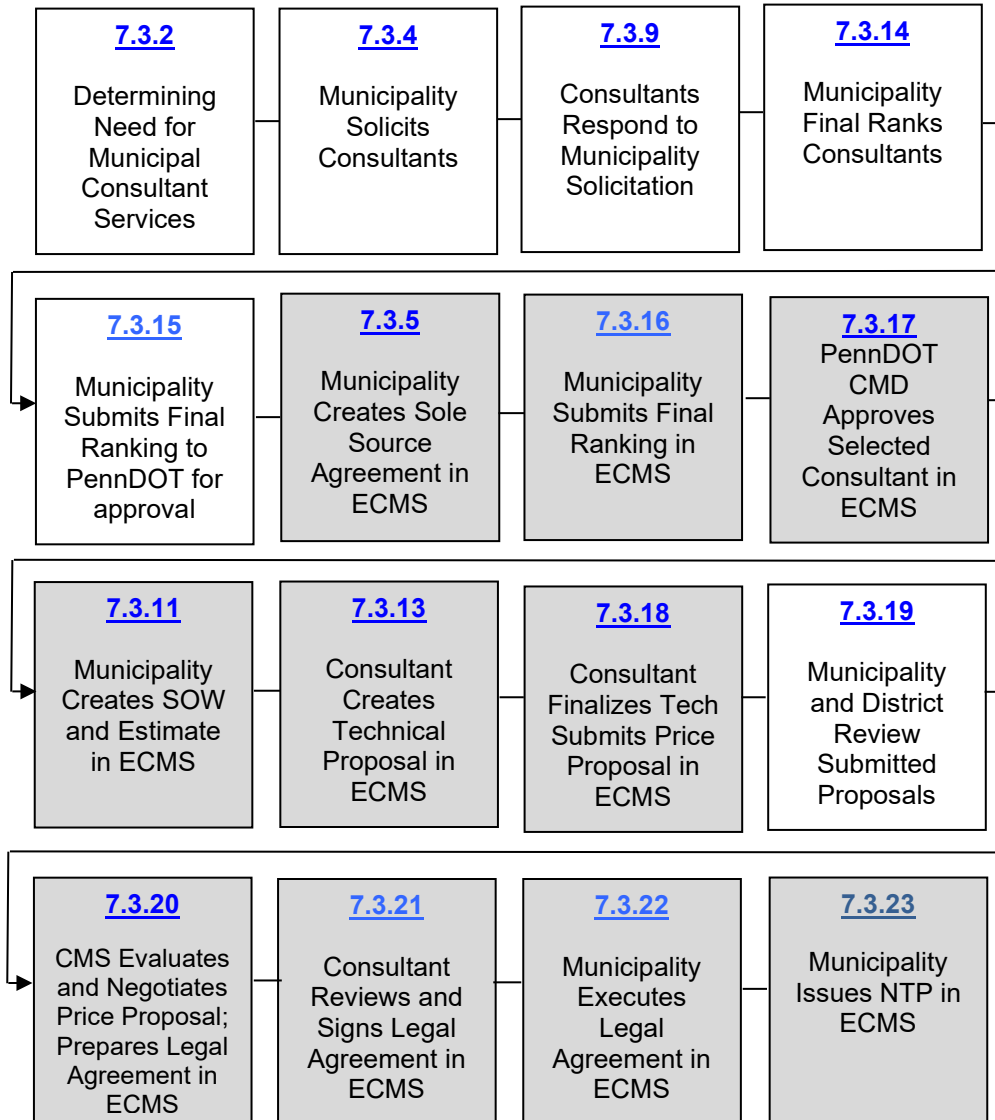 7.3.2
Determining
Need for
Municipal
Consultant
Services
7.3.4
Municipality
Solicits
Consultants
7.3.9
Consultants
Respond to
Municipality
Solicitation
7.3.14
Municipality
Final Ranks
Consultants
7.3.15
Municipality
Submits Final
Ranking to
PennDOT for
approval
7.3.5
Municipality
Creates Sole
Source
Agreement in
ECMS
7.3.16
Municipality
Submits Final
Ranking in
ECMS
7.3.17
PennDOT
CMD
Approves
Selected
Consultant in
ECMS
7.3.11
Municipality
Creates SOW
and Estimate
in ECMS
7.3.13
Consultant
Creates
Technical
Proposal in
ECMS
7.3.18
Consultant
Finalizes Tech
Submits Price
Proposal in
ECMS
7.3.19
Municipality
and District
Review
Submitted
Proposals
7.3.20
CMS Evaluates
and Negotiates
Price Proposal;
Prepares Legal
Agreement in
ECMS
7.3.21
Consultant
Reviews and
Signs Legal
Agreement in
ECMS
7.3.22
Municipality
Executes
Legal
Agreement in
ECMS
7.3.23
Municipality
Issues NTP in
ECMS